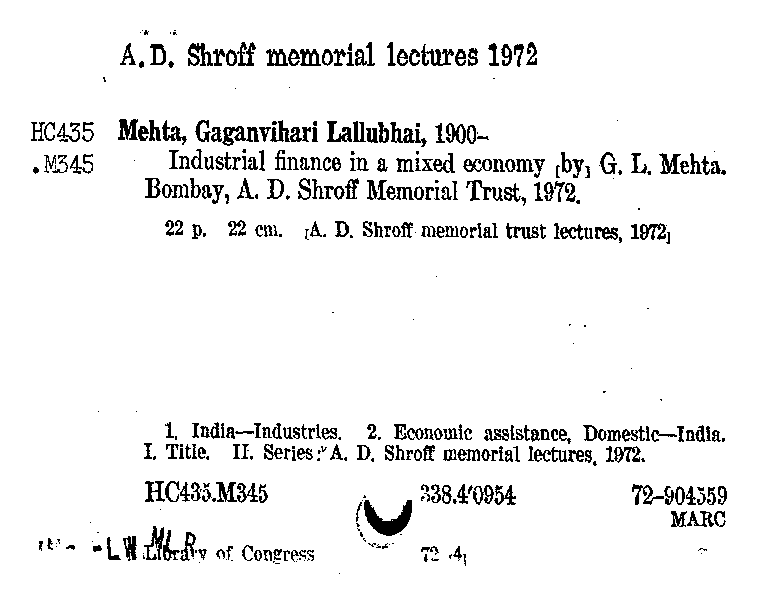 A. D. Shroff memorial lectures 1972
HC435 Mehta, Gaganvihari Lallubhai, 1900–
.M345 Industrial finance in a mixed economy [by] G. L. Mehta.
Bombay, A. D. Shroff Memorial Trust, 1972.
22 p. 22 cm. [A. D. Shroff memorial trust lectures, 1972]
1. India—Industries. 2. Economic assistance, Domestic—India.
I. Title. II. Series: A. D. Shroff memorial lectures, 1972.
HC435.M345 338.4'0954 72-904559
MARC
LW MLR
Library of Congress 72 [4]